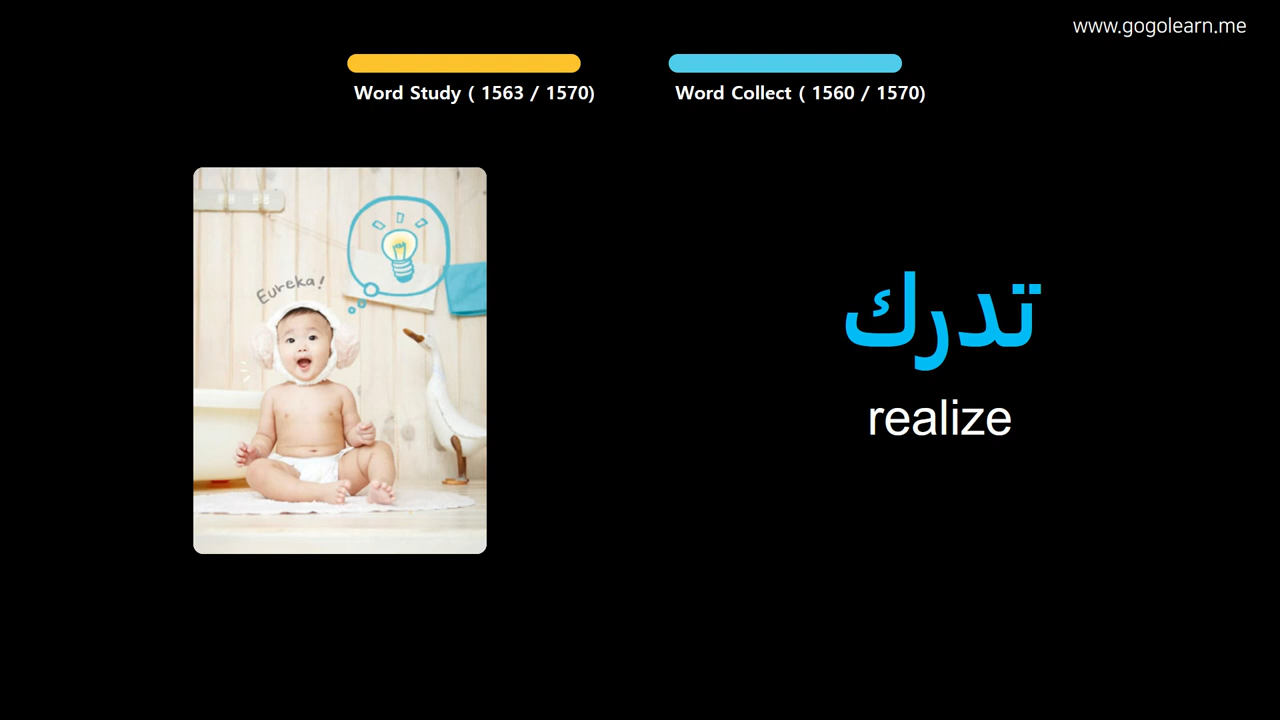 www.gogolearn.me
Word Study ( 1563 / 1570)
Word Collect ( 1560 / 1570)
Eureka!
تدرك
realize